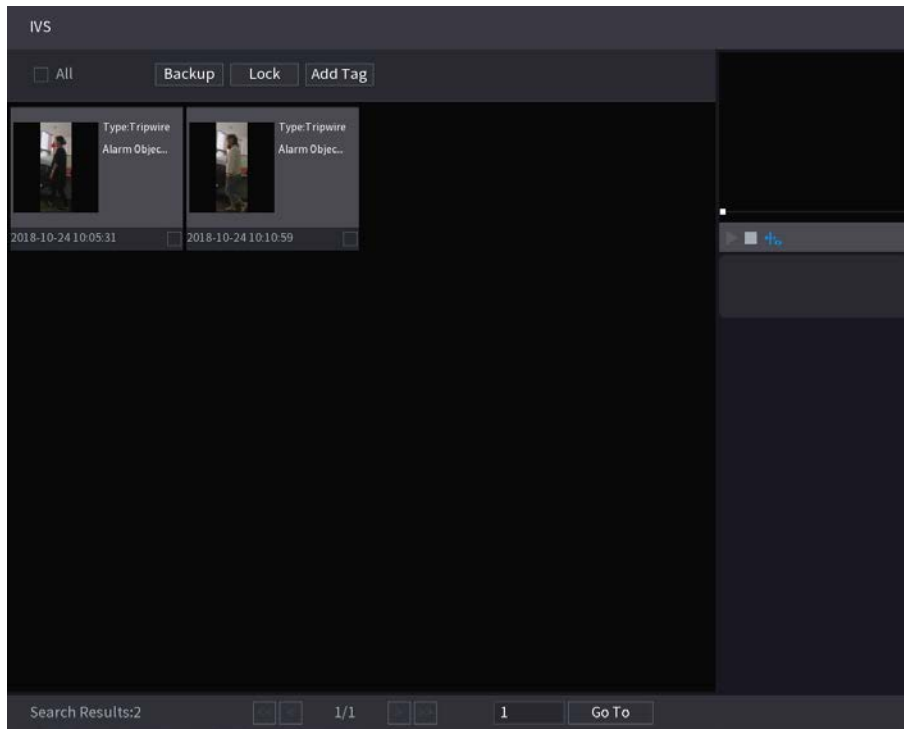 IVS
All
Backup Lock Add Tag
Type:Tripwire
Alarm Objec...
2018-10-24 10:05:31
Type:Tripwire
Alarm Objec...
2018-10-24 10:10:59
Search Results:2
1/1
1
Go To